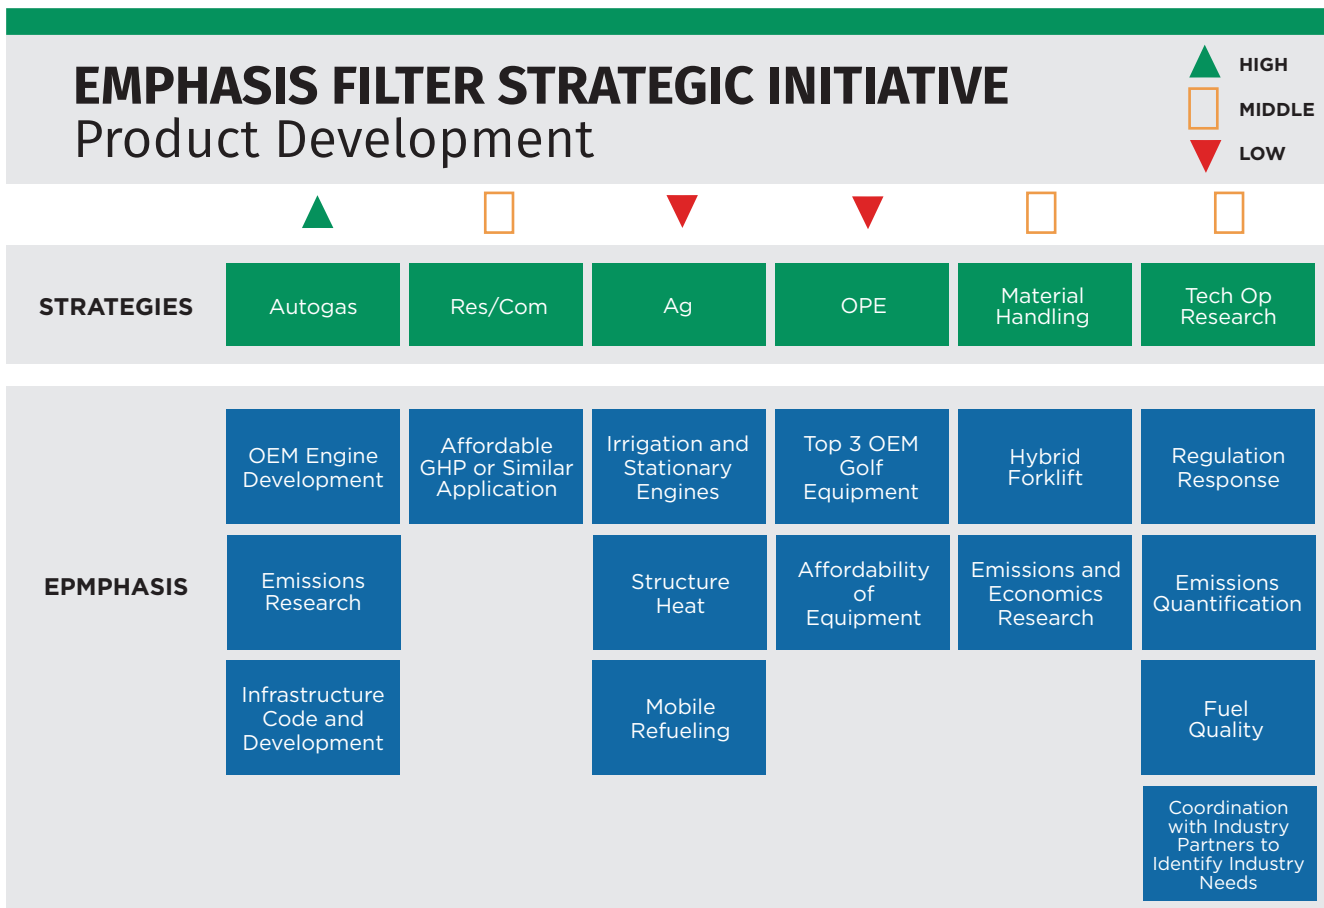 EMPHASIS FILTER STRATEGIC INITIATIVE
Product Development
HIGH
MIDDLE
LOW
STRATEGIES
Autogas
Res/Com
Ag
OPE
Material
Handling
Tech Op
Research
EPMPHASIS
OEM Engine
Development
Affordable
GHP or Similar
Application
Irrigation and
Stationary
Engines
Top 3 OEM
Golf
Equipment
Hybrid
Forklift
Regulation
Response
Emissions
Research
Structure
Heat
Affordability
of
Equipment
Emissions and
Economics
Research
Emissions
Quantification
Infrastructure
Code and
Development
Mobile
Refueling
Fuel
Quality
Coordination
with Industry
Partners to
Identify Industry
Needs